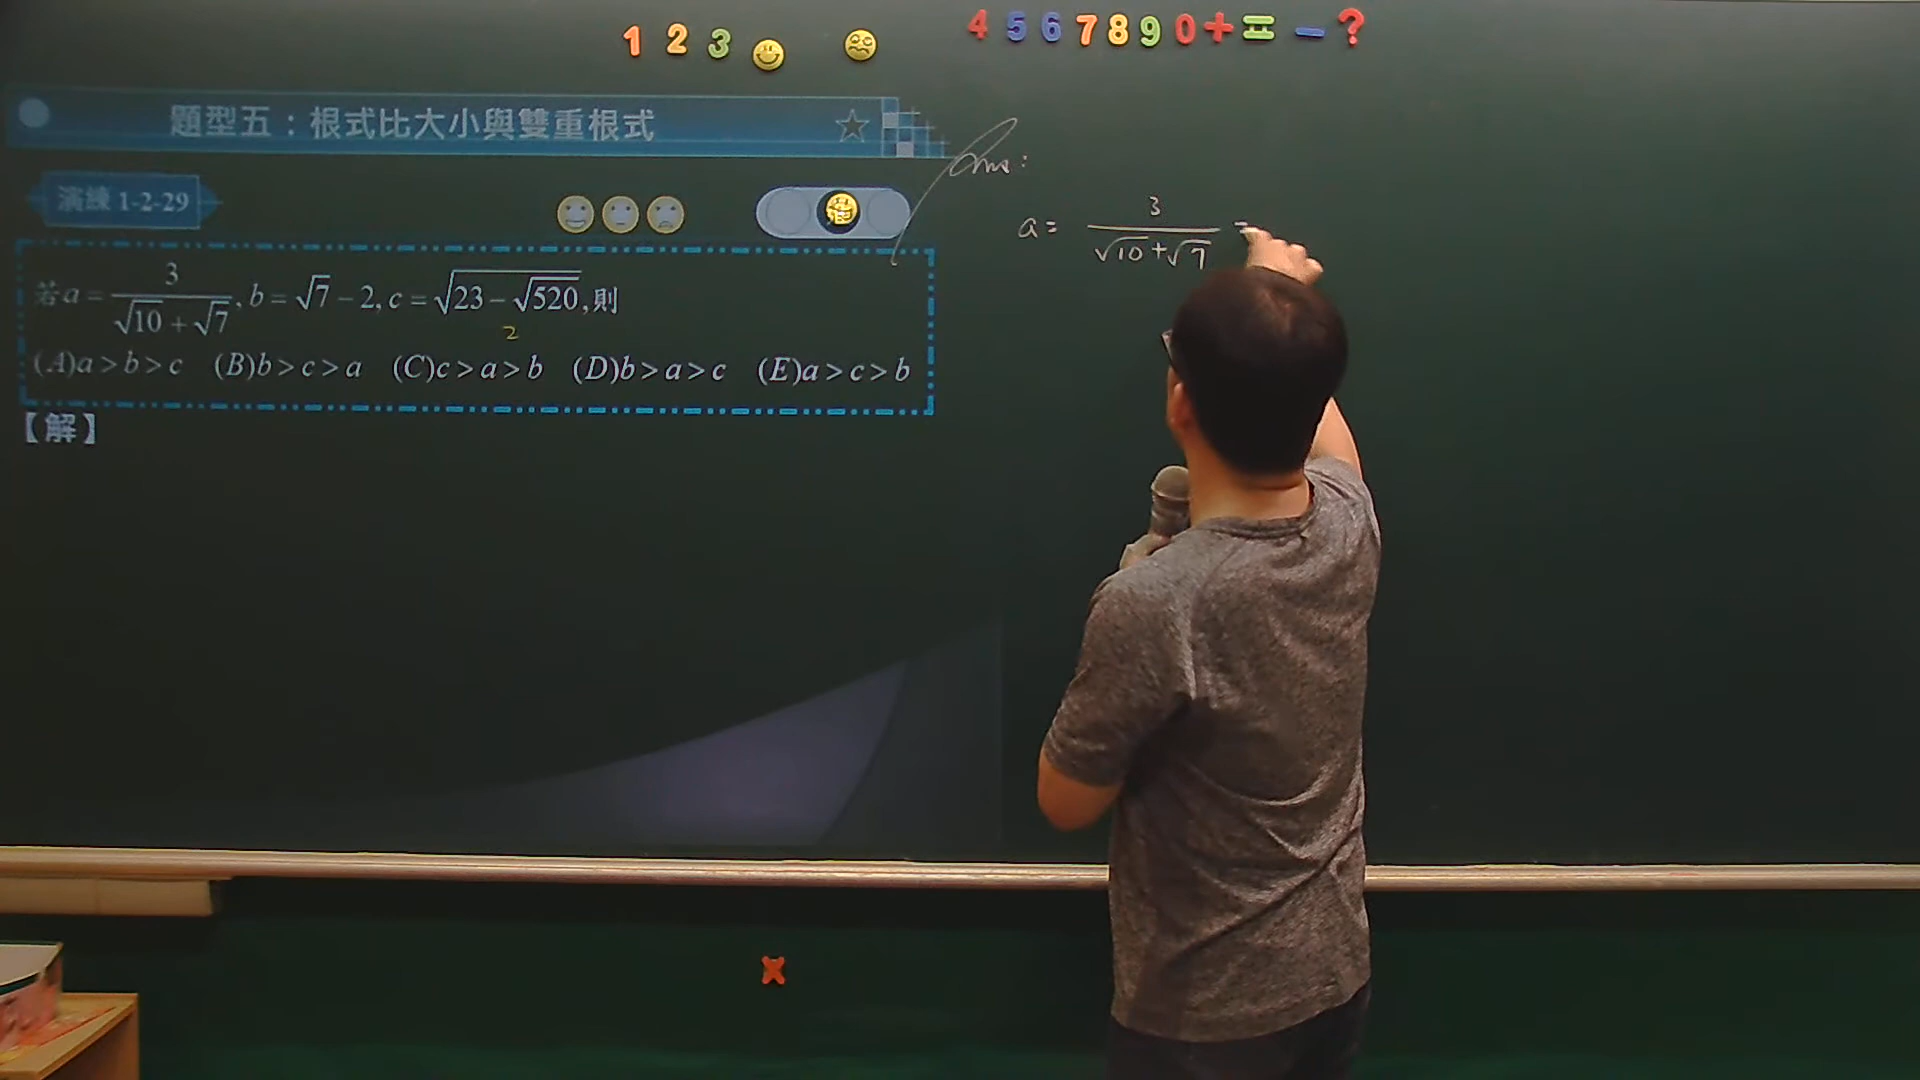 1 2 3 4 5 6 7 8 9 0 + = − ?
題型五：根式比大小與雙重根式
演練 1-2-29
若 a = 3/(√10 + √7), b = √7 − 2, c = √(23 − √520), 則
2
(A) a > b > c (B) b > c > a (C) c > a > b (D) b > a > c (E) a > c > b
【解】
Ans:
a = 3/(√10 + √7) =
x